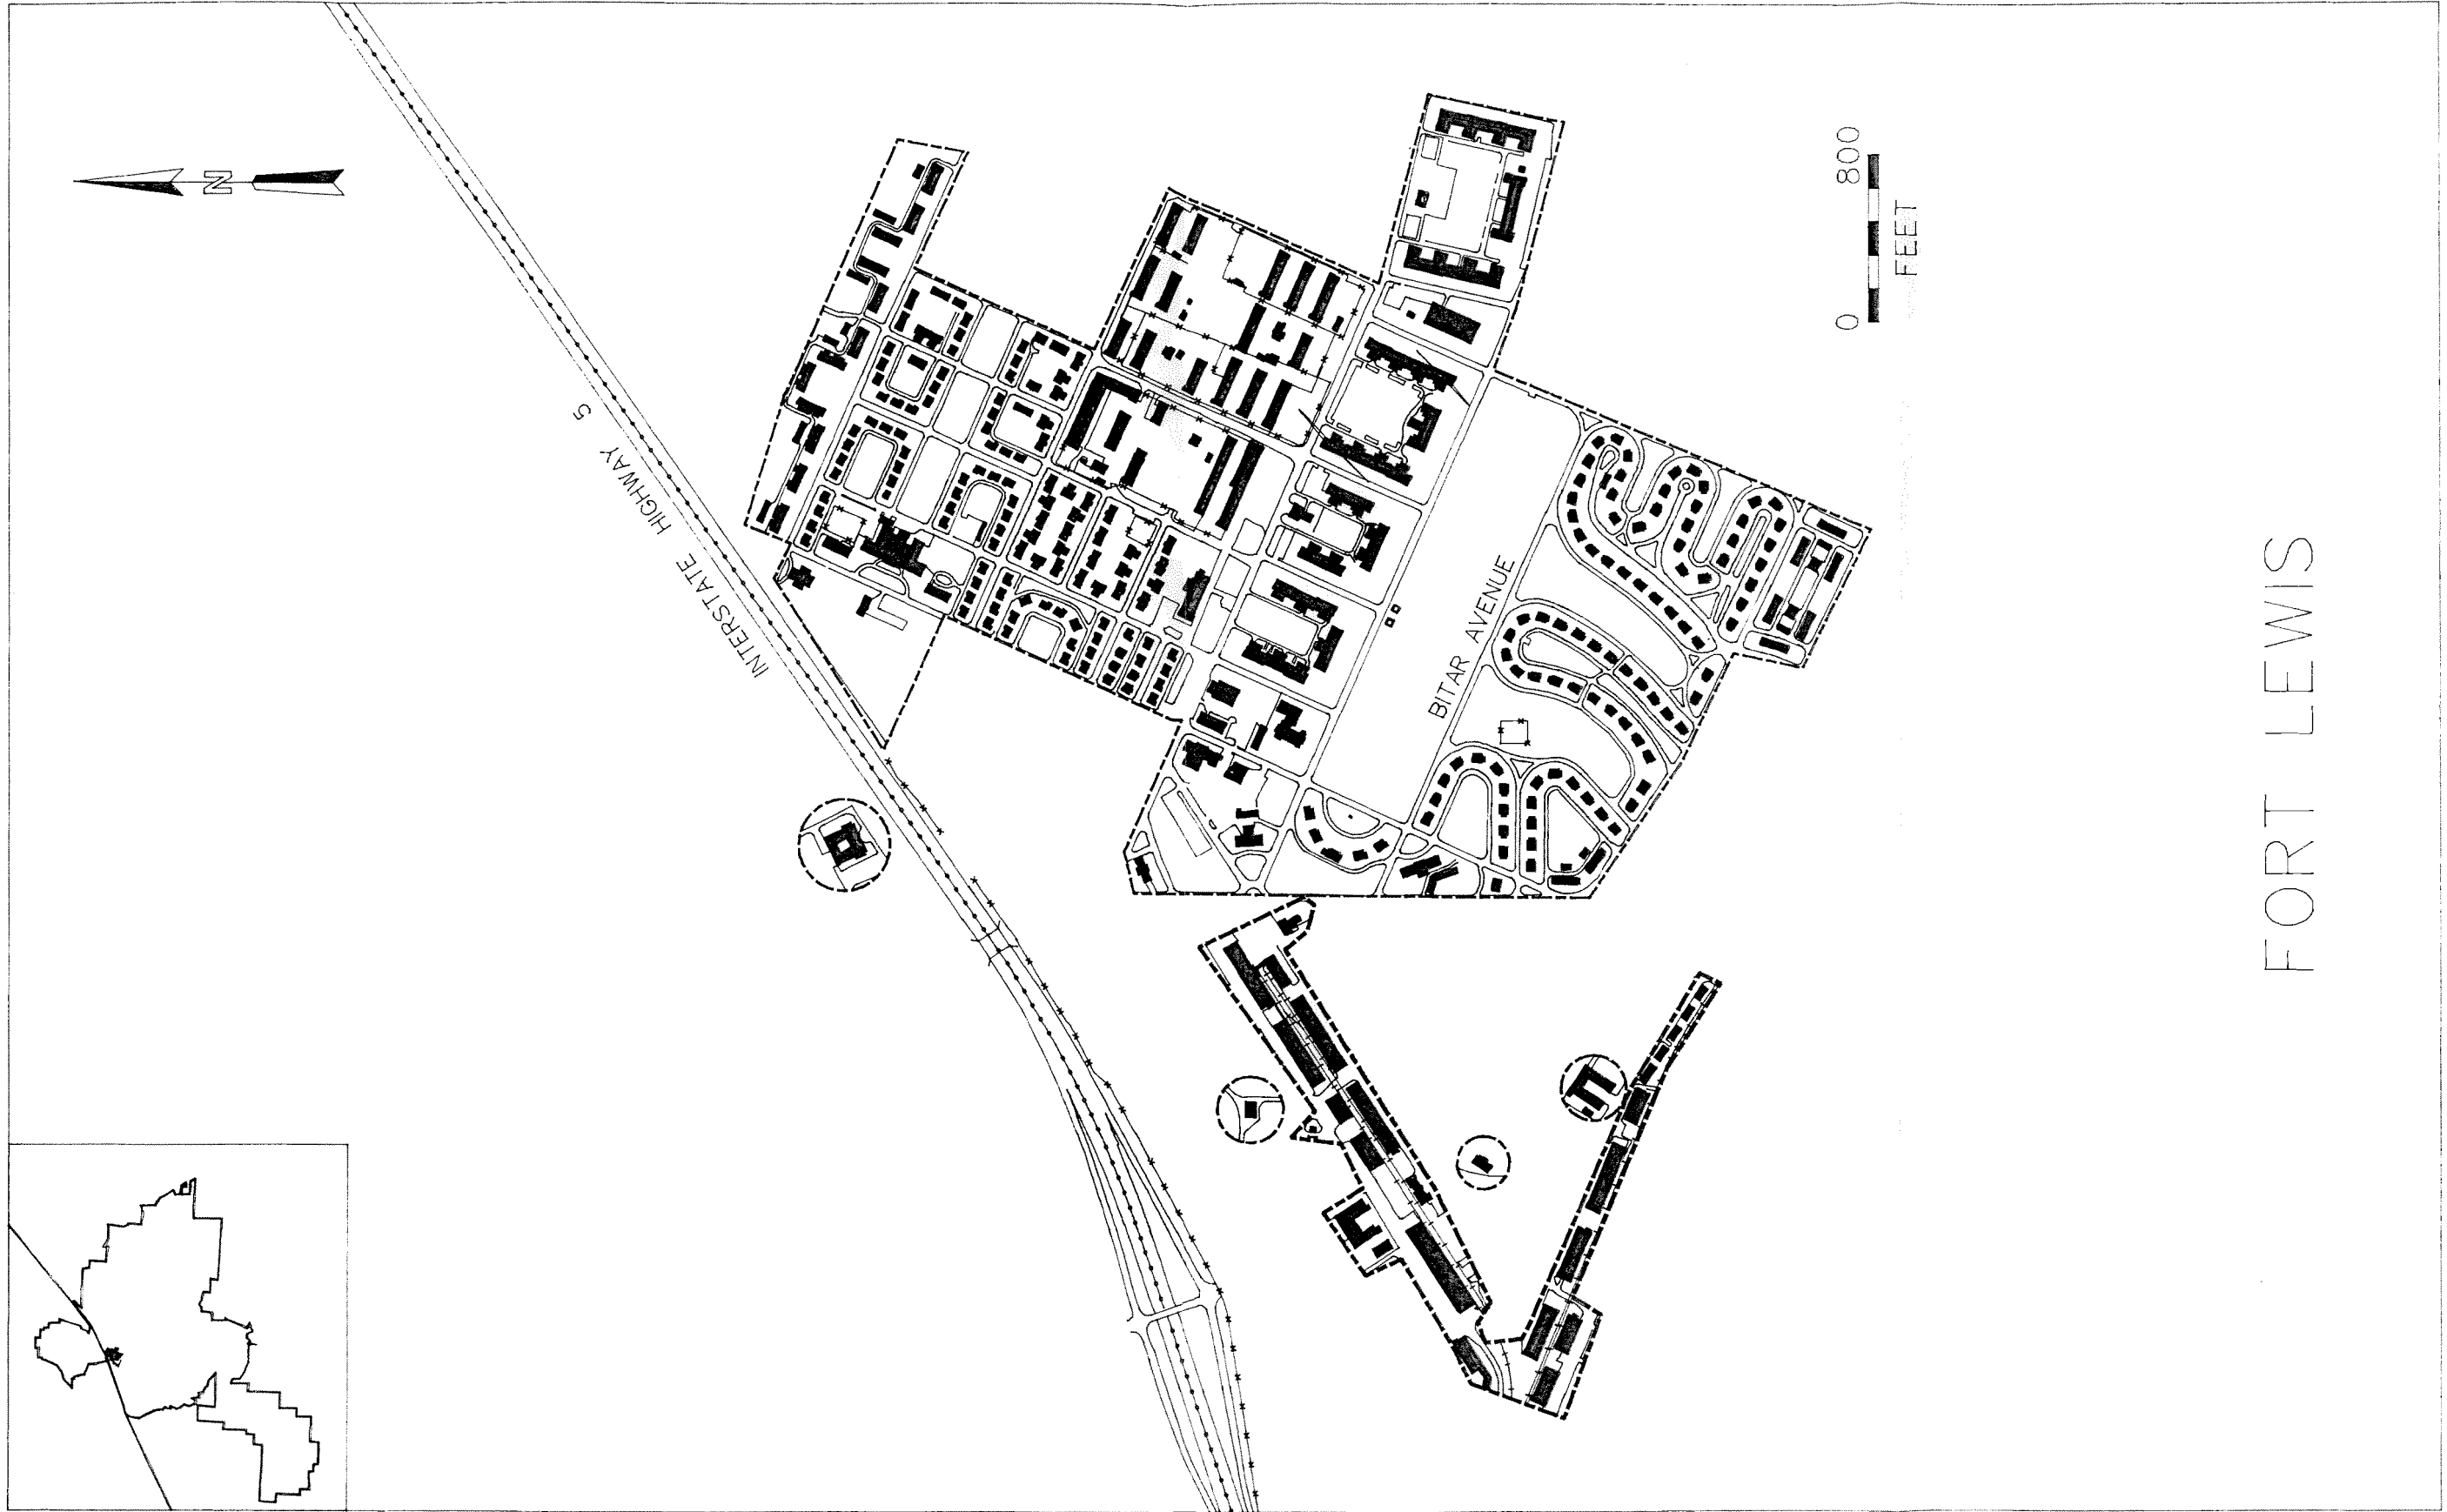 N
INTERSTATE HIGHWAY 5
BITAR AVENUE
0 800
FEET
FORT LEWIS